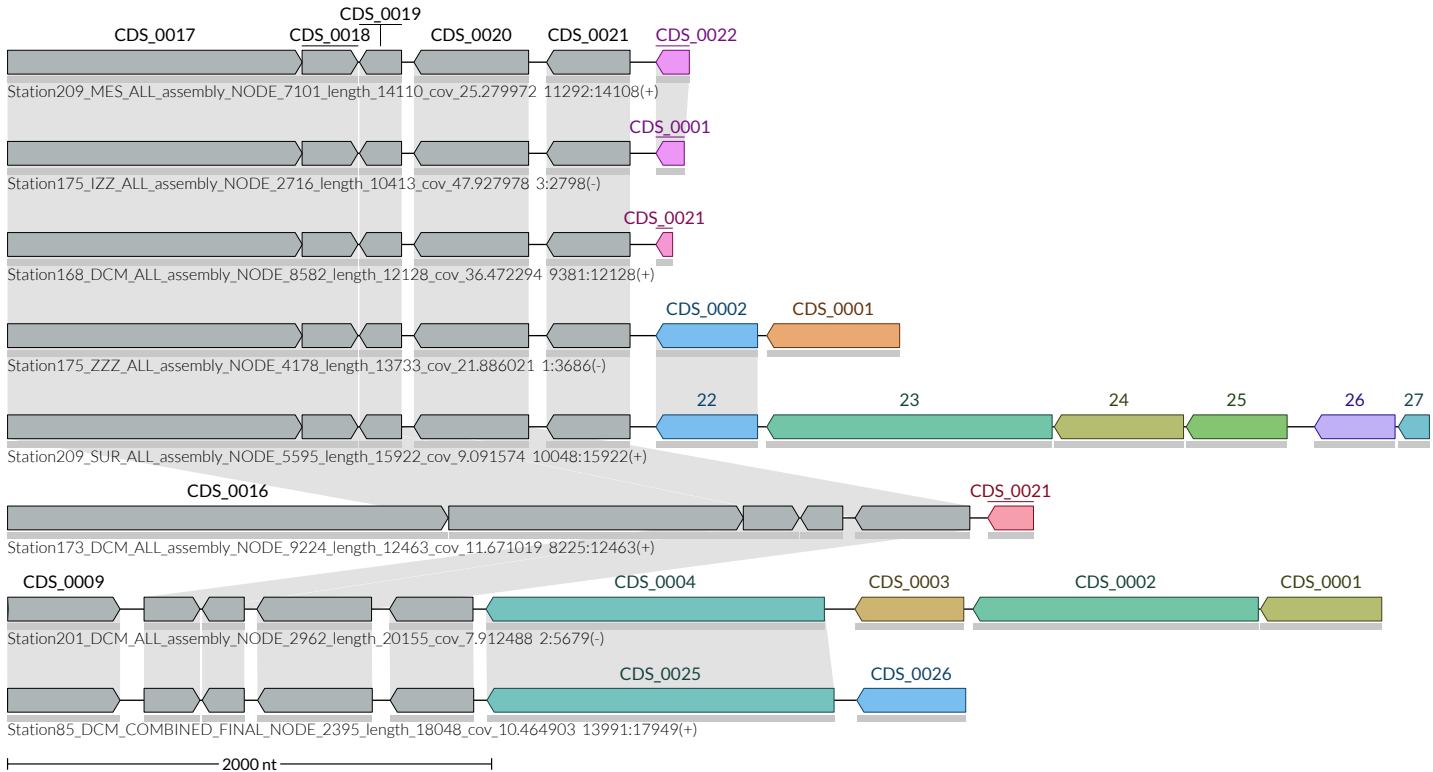 CDS_0019
CDS_0017 CDS_0018 CDS_0020 CDS_0021 CDS_0022
Station209_MES_ALL_assembly_NODE_7101_length_14110_cov_25.279972 11292:14108(+)
CDS_0001
Station175_IZZ_ALL_assembly_NODE_2716_length_10413_cov_47.927978 3:2798(-)
CDS_0021
Station168_DCM_ALL_assembly_NODE_8582_length_12128_cov_36.472294 9381:12128(+)
CDS_0002 CDS_0001
Station175_ZZZ_ALL_assembly_NODE_4178_length_13733_cov_21.886021 1:3686(-)
22 23 24 25 26 27
Station209_SUR_ALL_assembly_NODE_5595_length_15922_cov_9.091574 10048:15922(+)
CDS_0016 CDS_0021
Station173_DCM_ALL_assembly_NODE_9224_length_12463_cov_11.671019 8225:12463(+)
CDS_0009 CDS_0004 CDS_0003 CDS_0002 CDS_0001
Station201_DCM_ALL_assembly_NODE_2962_length_20155_cov_7.912488 2:5679(-)
CDS_0025 CDS_0026
Station85_DCM_COMBINED_FINAL_NODE_2395_length_18048_cov_10.464903 13991:17949(+)
2000 nt